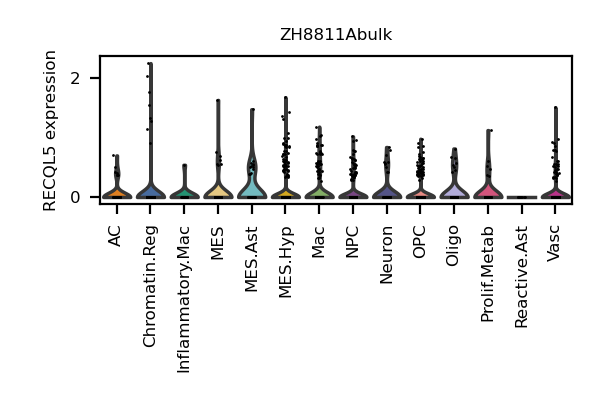 ZH8811Abulk
RECQL5 expression
2
0
AC
Chromatin.Reg
Inflammatory.Mac
MES
MES.Ast
MES.Hyp
Mac
NPC
Neuron
OPC
Oligo
Prolif.Metab
Reactive.Ast
Vasc